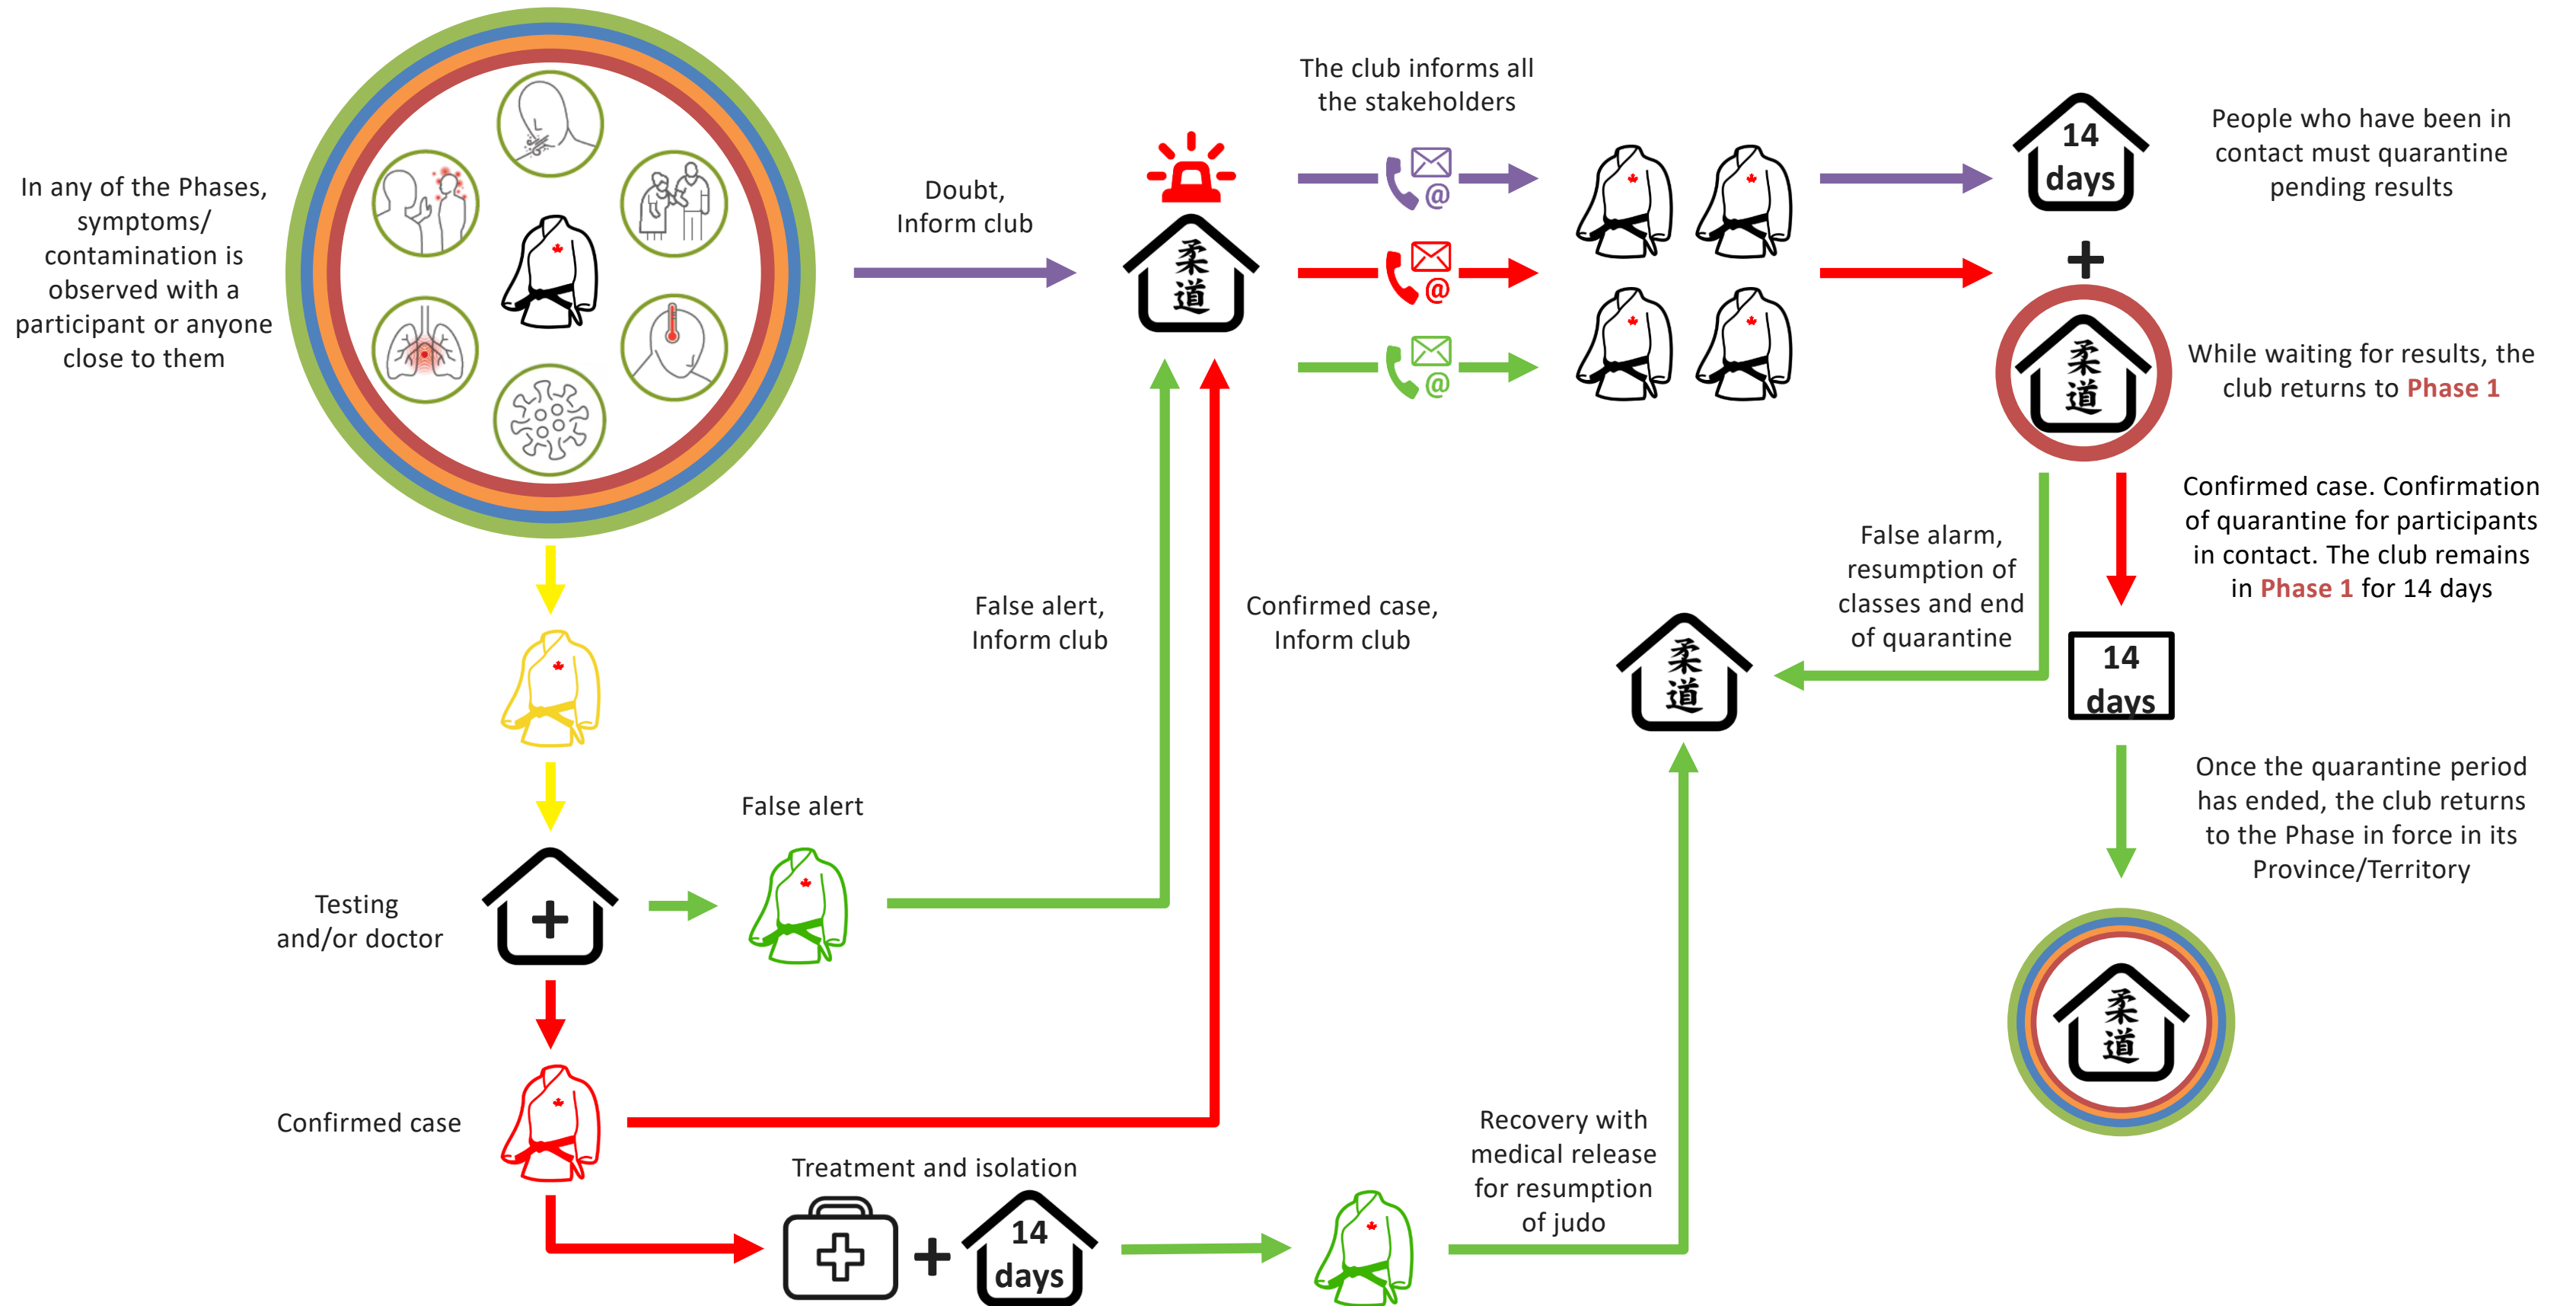 In any of the Phases,
symptoms/
contamination is
observed with a
participant or anyone
close to them
Doubt,
Inform club
柔
道
The club informs all
the stakeholders
@
@
@
14
days
People who have been in
contact must quarantine
pending results
+
柔
道
While waiting for results, the
club returns to Phase 1
Confirmed case. Confirmation
of quarantine for participants
in contact. The club remains
in Phase 1 for 14 days
False alarm,
resumption of
classes and end
of quarantine
柔
道
14
days
Once the quarantine period
has ended, the club returns
to the Phase in force in its
Province/Territory
柔
道
False alert,
Inform club
Confirmed case,
Inform club
False alert
Testing
and/or doctor
+
Confirmed case
Treatment and isolation
+
14
days
Recovery with
medical release
for resumption
of judo